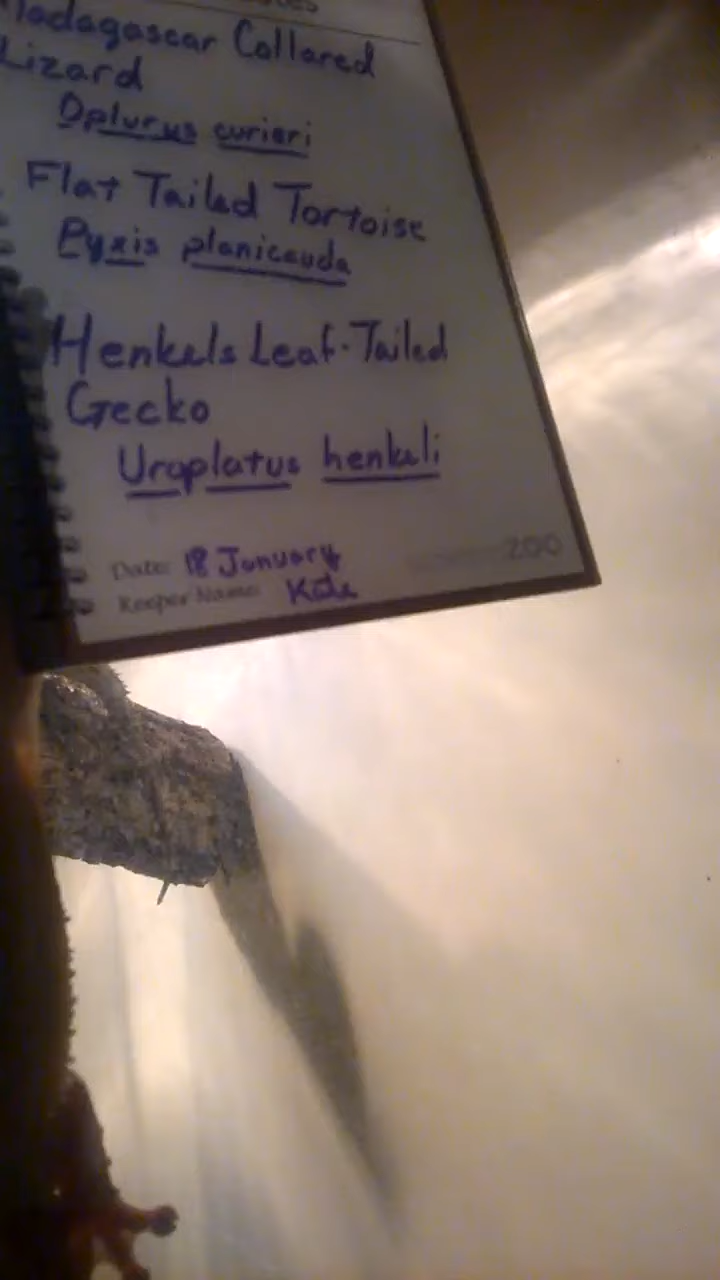 Madagascar Collared
Lizard
Oplurus curieri
Flat Tailed Tortoise
Pyxis planicauda
Henkels Leaf-Tailed
Gecko
Uroplatus henkeli
Date: 18 January
Keeper Name: Kate
ZOO